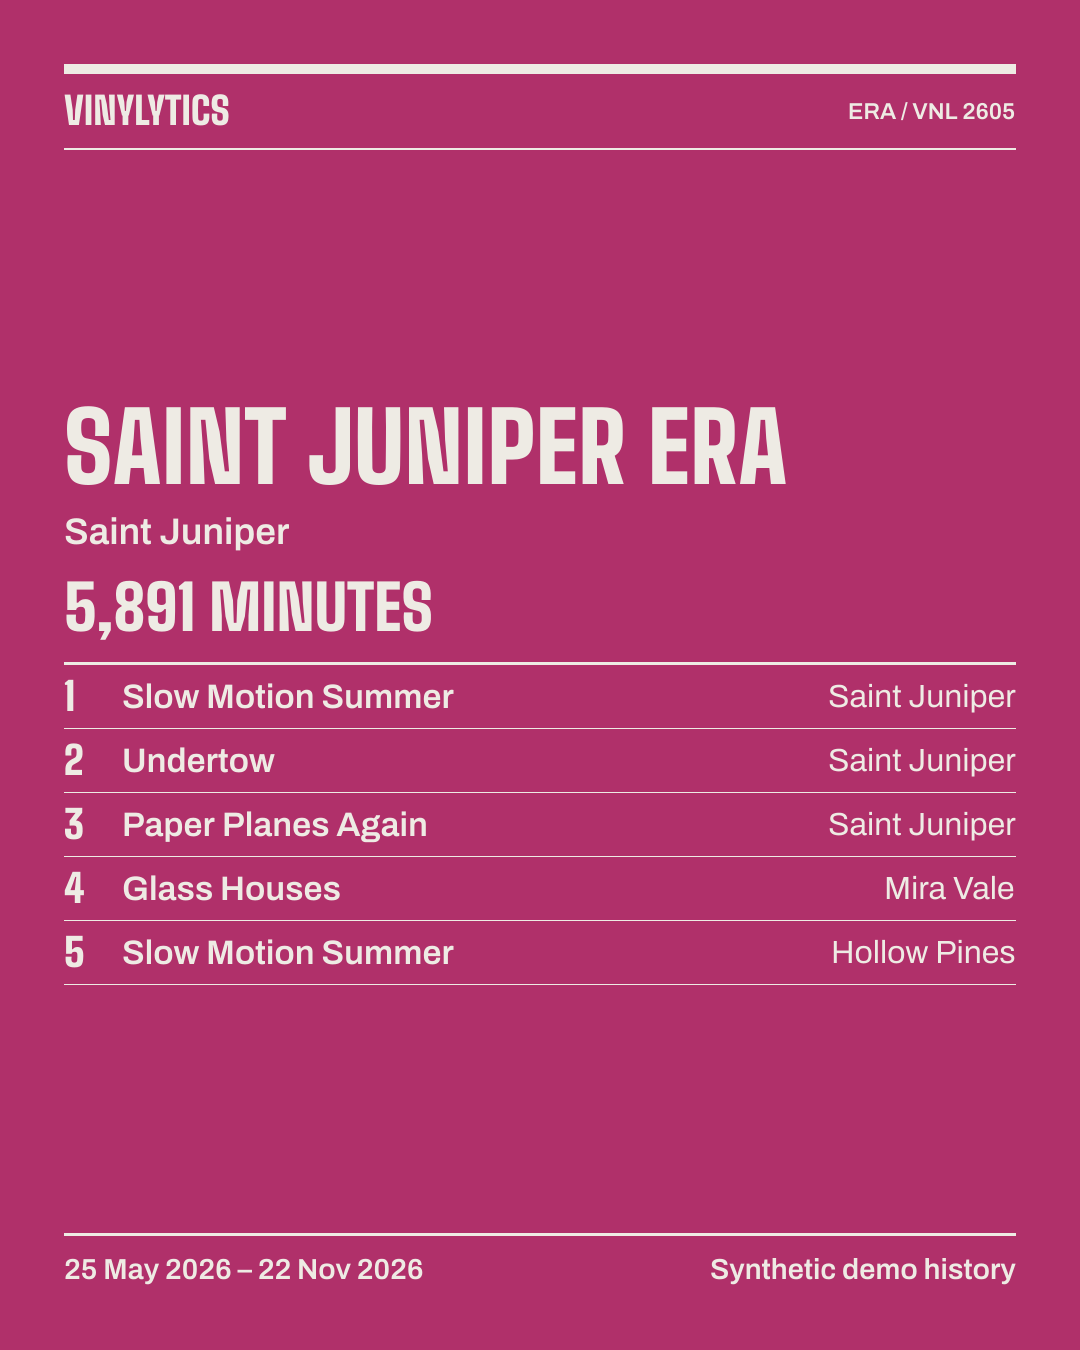 VINYLYTICS
ERA / VNL 2605
SAINT JUNIPER ERA
Saint Juniper
5,891 MINUTES
1 Slow Motion Summer Saint Juniper
2 Undertow Saint Juniper
3 Paper Planes Again Saint Juniper
4 Glass Houses Mira Vale
5 Slow Motion Summer Hollow Pines
25 May 2026 – 22 Nov 2026
Synthetic demo history